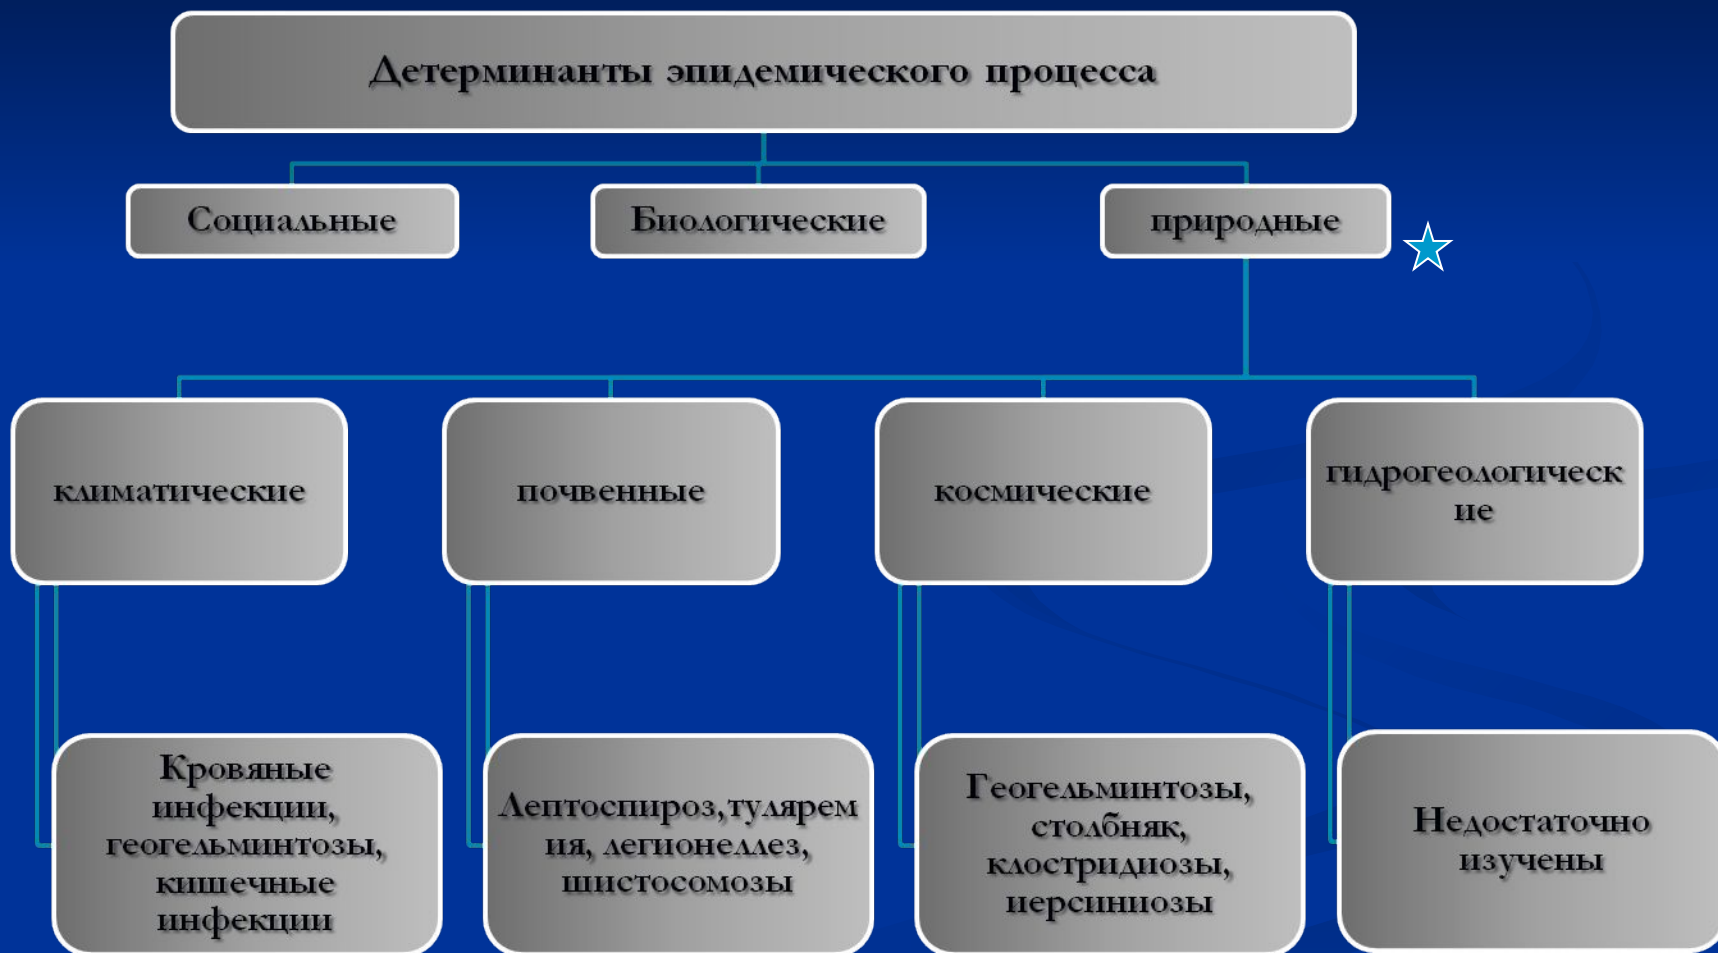 Детерминанты эпидемического процесса
Социальные
Биологические
природные
климатические
почвенные
космические
гидрогеологическ
ие
Кровяные
инфекции,
геогельминтозы,
кишечные
инфекции
Лептоспироз,тулярем
ия, легионеллез,
шистосомозы
Геогельминтозы,
столбняк,
клостридиозы,
иерсиниозы
Недостаточно
изучены